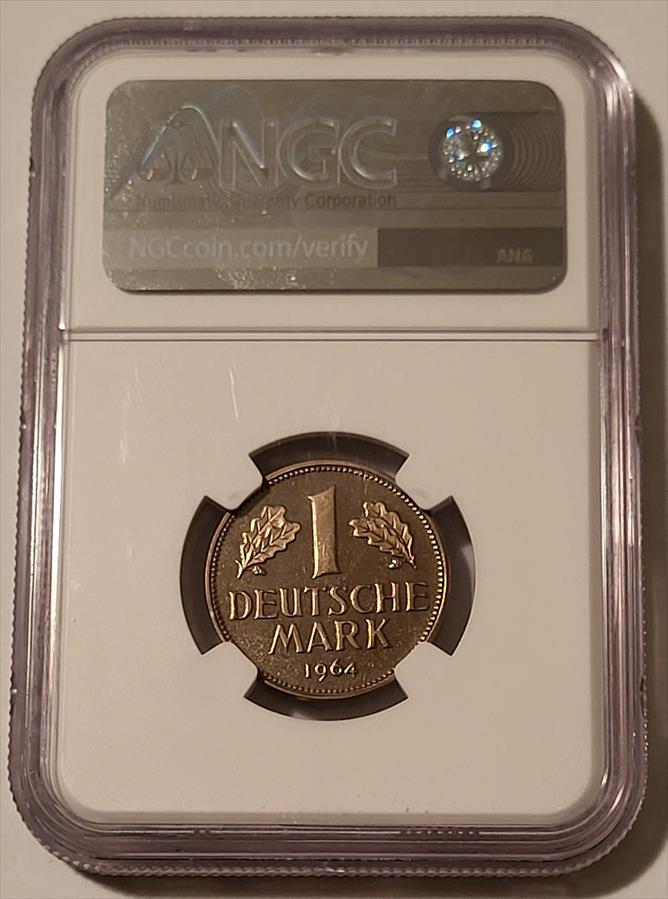 NGC
Numismatic Guaranty Corporation
NGCcoin.com/verify
ANA
1
DEUTSCHE
MARK
1964